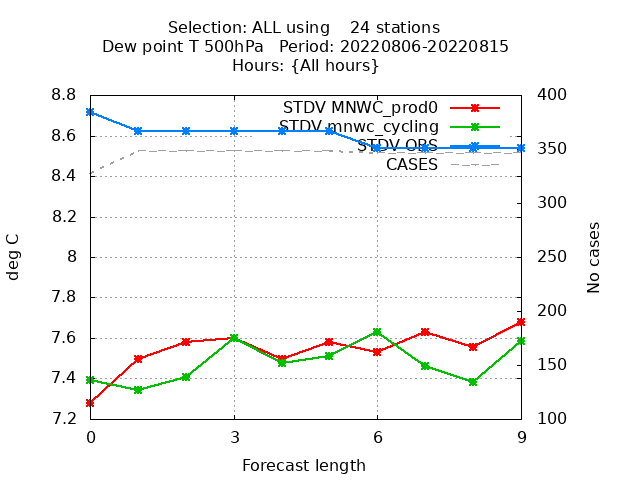 Selection: ALL using    24 stations
Dew point T 500hPa   Period: 20220806-20220815
Hours: {All hours}
8.8
8.6
8.4
8.2
8
7.8
7.6
7.4
7.2
deg C
STDV MNWC_prod0
STDV mnwc_cycling
STDV OBS
CASES
400
350
300
250
200
150
100
No cases
0
3
6
9
Forecast length